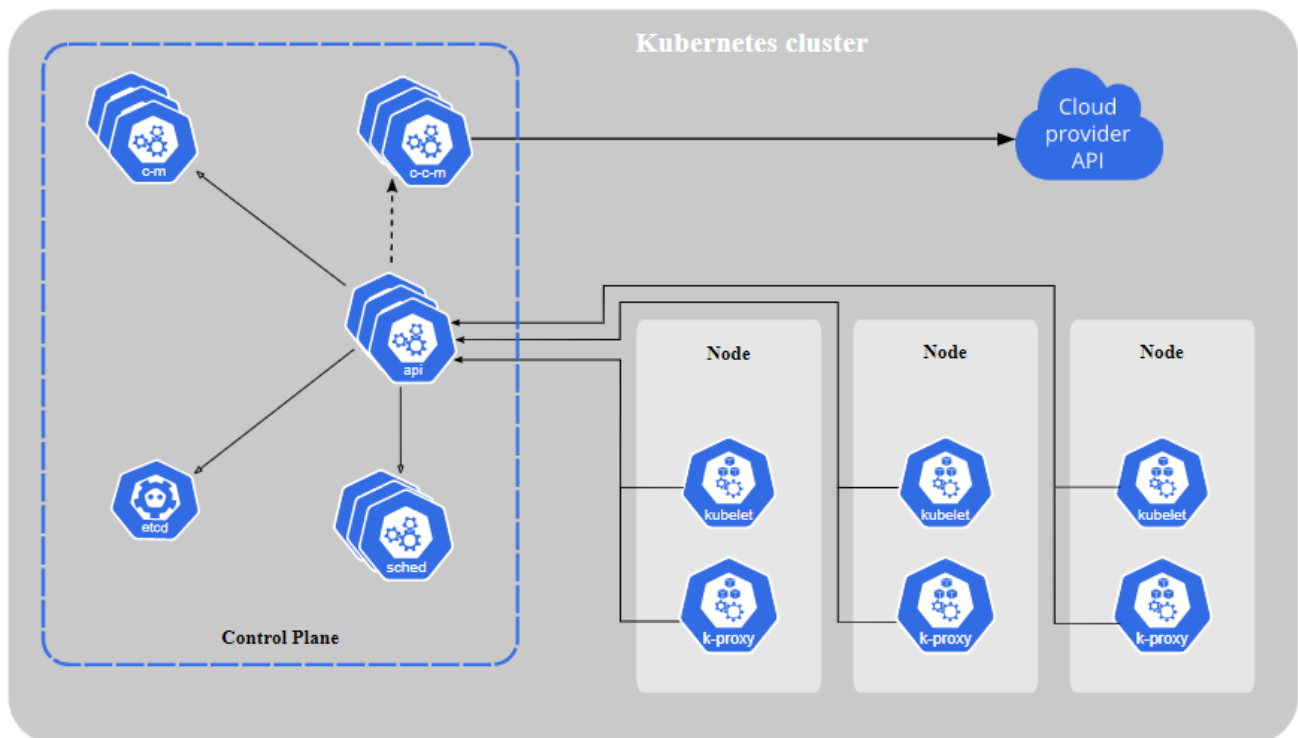 Kubernetes cluster
c-m
c-c-m
Cloud
provider
API
api
etcd
sched
Control Plane
Node
kubelet
k-proxy
Node
kubelet
k-proxy
Node
kubelet
k-proxy